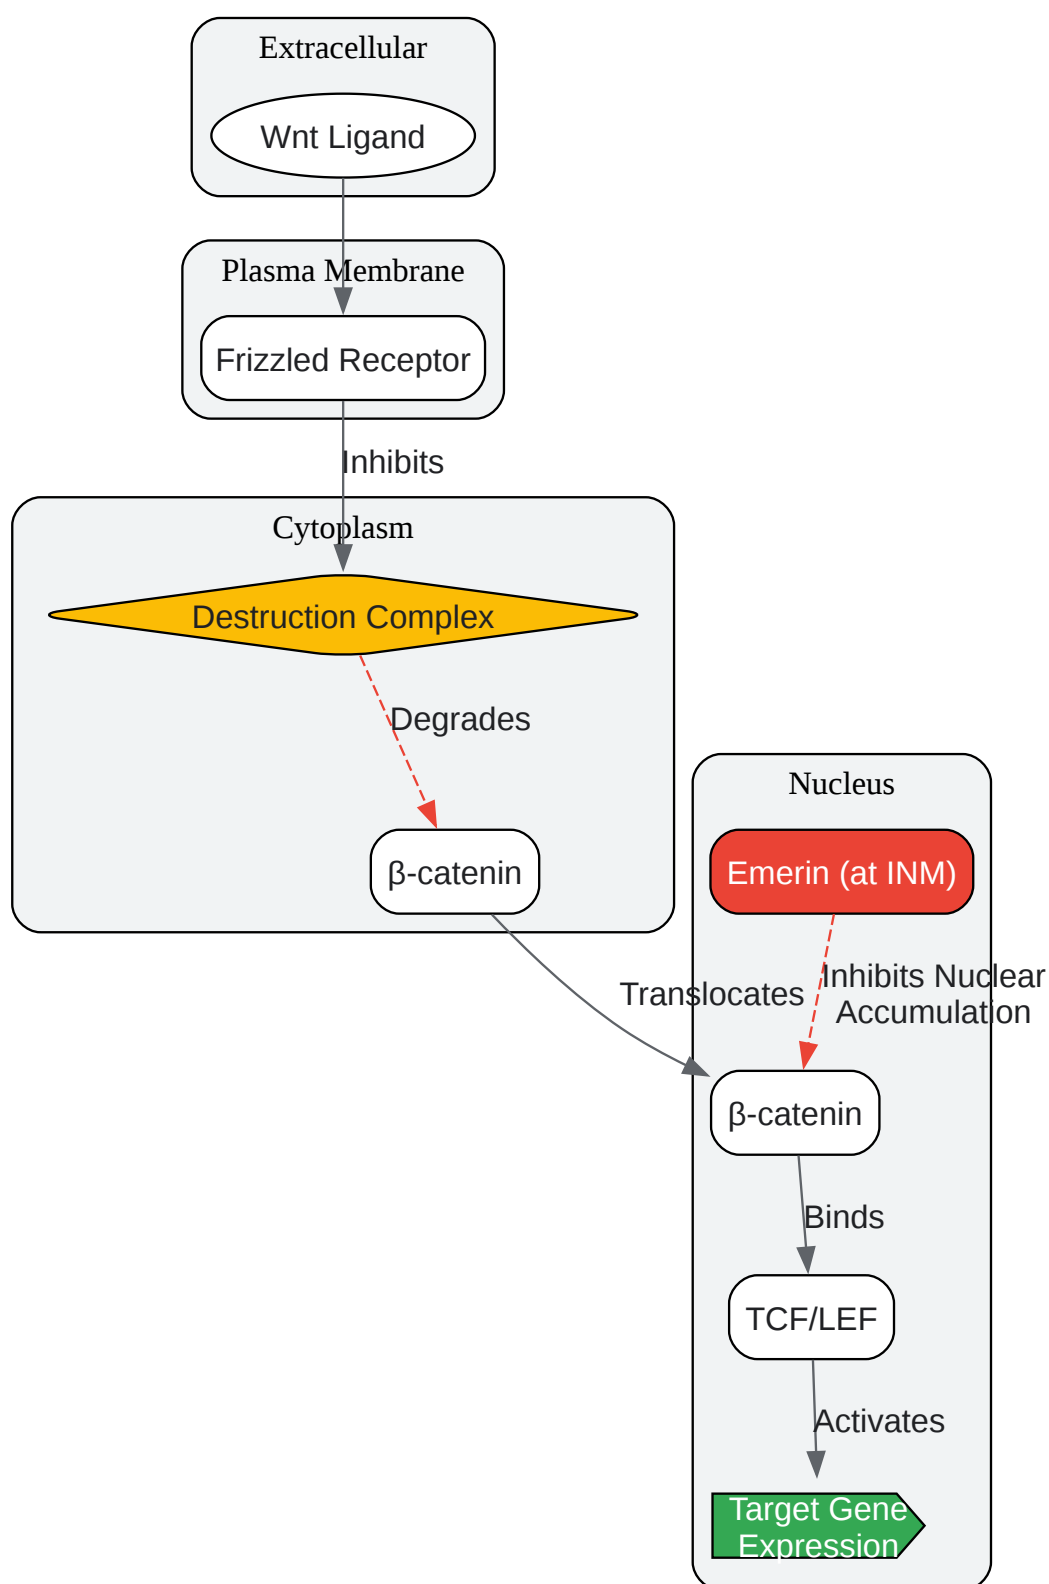 Extracellular
Wnt Ligand
Plasma Membrane
Frizzled Receptor
Inhibits
Cytoplasm
Destruction Complex
Degrades
β-catenin
Nucleus
Emerin (at INM)
Translocates
Inhibits Nuclear
Accumulation
β-catenin
Binds
TCF/LEF
Activates
Target Gene
Expression